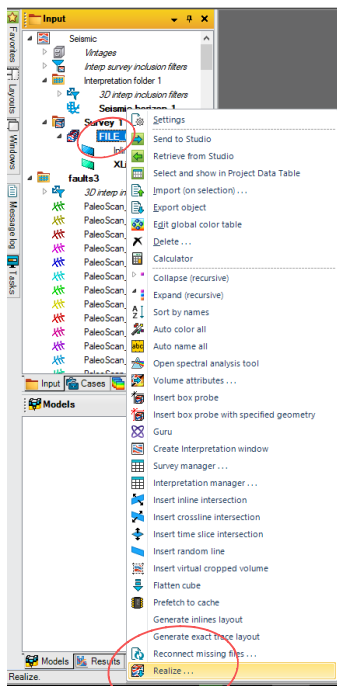 Input
Favorites
Layouts
Windows
Message log
Tasks
Seismic
Vintages
Interp survey inclusion filters
Interpretation folder 1
3D interp inclusion filters
Seismic horizon 1
Survey 1
FILE_
Inli
XLi
faults3
3D interp in
PaleoScan_
PaleoScan_
PaleoScan_
PaleoScan_
PaleoScan_
PaleoScan_
PaleoScan_
PaleoScan_
PaleoScan_
PaleoScan_
PaleoScan_
Input
Cases
Models
Models
Results
Realize.
Settings
Send to Studio
Retrieve from Studio
Select and show in Project Data Table
Import (on selection) ...
Export object
Edit global color table
Delete ...
Calculator
Collapse (recursive)
Expand (recursive)
Sort by names
Auto color all
Auto name all
Open spectral analysis tool
Volume attributes ...
Insert box probe
Insert box probe with specified geometry
Guru
Create Interpretation window
Survey manager ...
Interpretation manager ...
Insert inline intersection
Insert crossline intersection
Insert time slice intersection
Insert random line
Insert virtual cropped volume
Flatten cube
Prefetch to cache
Generate inlines layout
Generate exact trace layout
Reconnect missing files ...
Realize ...